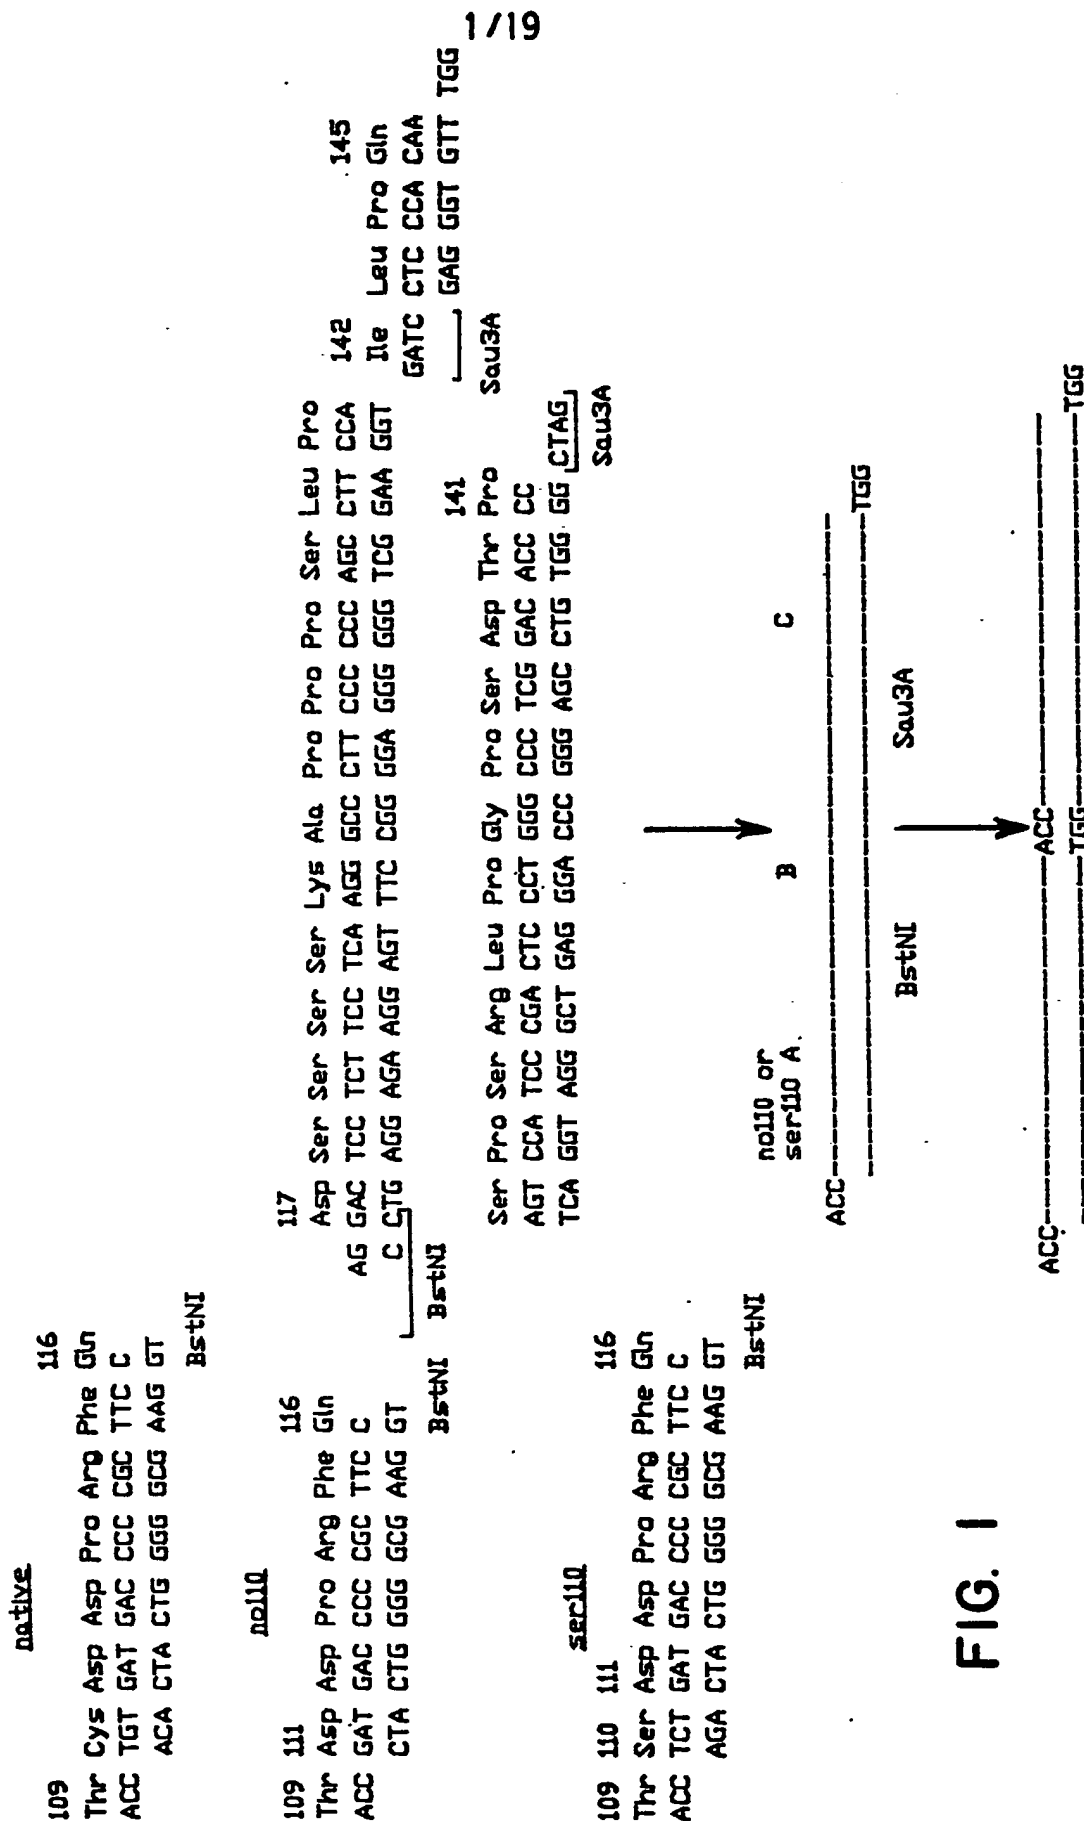 1/19
native
109 116
Thr Cys Asp Asp Pro Arg Phe Gln
ACC TGT GAT GAC CCC CGC TTC C
ACA CTA CTG GGG GCG AAG GT
BstNI
no110
109 111 116
Thr Asp Asp Pro Arg Phe Gln
ACC GAT GAC CCC CGC TTC C
CTA CTG GGG GCG AAG GT
BstNI
117
Asp Ser Ser Ser Ser Lys Ala Pro Pro Pro Ser Leu Pro
AG GAC TCC TCT TCC TCA AGG GCC CTT CCC CCC AGC CTT CCA
C CTG AGG AGA AGG AGT TTC CGG GGA GGG GGG TCG GAA GGT
BstNI
142 145
Ile Leu Pro Gln
GATC CTC CCA CAA
GAG GGT GTT TGG
Sau3A
141
Ser Pro Ser Arg Leu Pro Gly Pro Ser Asp Thr Pro
AGT CCA TCC CGA CTC CCT GGG CCC TCG GAC ACC CC
TCA GGT AGG GCT GAG GGA CCC GGG AGC CTG TGG GG CTAG
Sau3A
ser110
109 110 111 116
Thr Ser Asp Asp Pro Arg Phe Gln
ACC TCT GAT GAC CCC CGC TTC C
AGA CTA CTG GGG GCG AAG GT
BstNI
no110 or
ser110 A. B C
ACC
TGG
BstNI Sau3A
ACC ACC
TGG TGG
FIG. 1